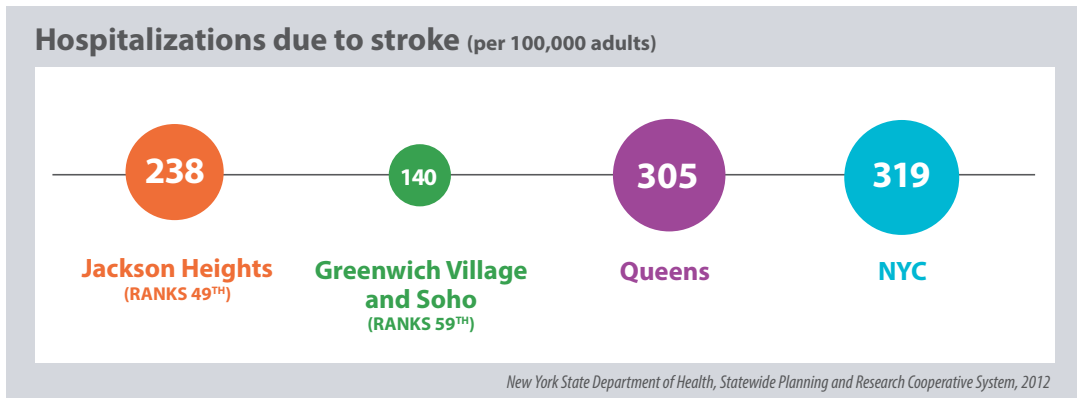 Hospitalizations due to stroke (per 100,000 adults)
238
140
305
319
Jackson Heights
(RANKS 49TH)
Greenwich Village
and Soho
(RANKS 59TH)
Queens
NYC
New York State Department of Health, Statewide Planning and Research Cooperative System, 2012